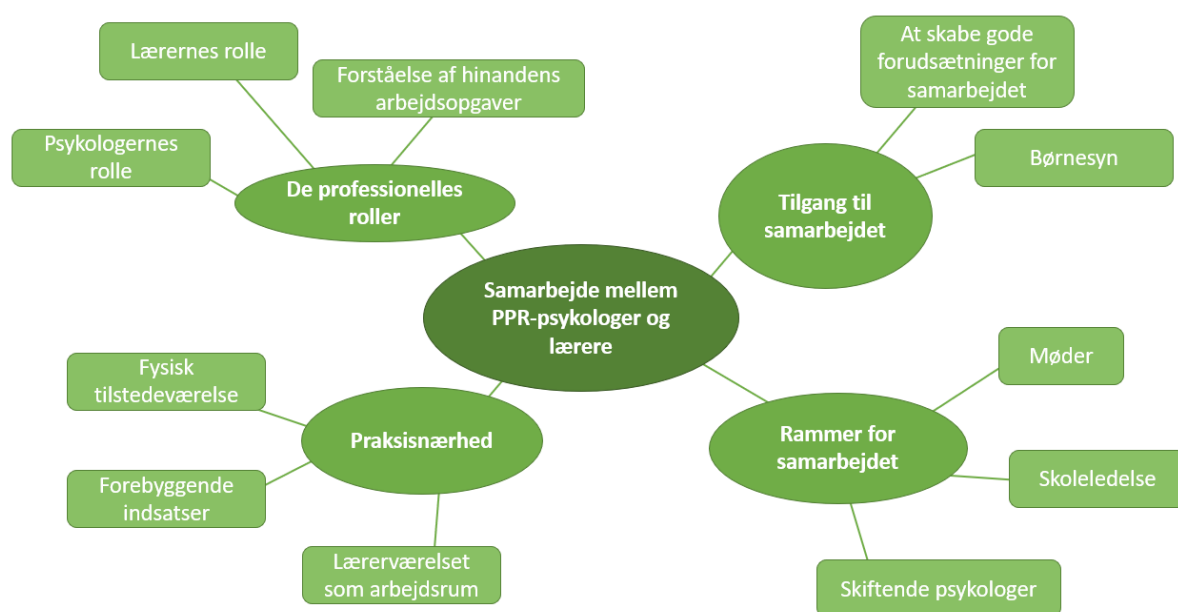 Lærernes rolle
Forståelse af hinandens
arbejdsopgaver
Psykologernes
rolle
De professionelles
roller
At skabe gode
forudsætninger for
samarbejdet
Børnesyn
Tilgang til
samarbejdet
Samarbejde mellem
PPR-psykologer og
lærere
Fysisk
tilstedeværelse
Praksisnærhed
Forebyggende
indsatser
Lærerværelset
som arbejdsrum
Møder
Rammer for
samarbejdet
Skoleledelse
Skiftende psykologer